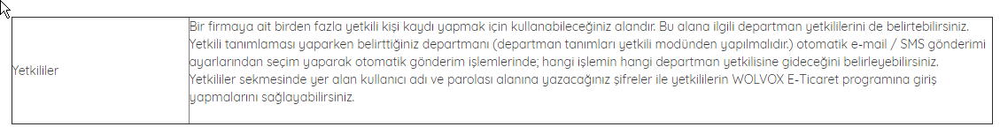 Bir firmaya ait birden fazla yetkili kişi kaydı yapmak için kullanabileceğiniz alandır. Bu alana ilgili departman yetkililerini de belirtebilirsiniz.
Yetkili tanımlaması yaparken belirttiğiniz departmanı (departman tanımları yetkili modünden yapılmalıdır.) otomatik e-mail / SMS gönderimi
ayarlarından seçim yaparak otomatik gönderim işlemlerinde; hangi işlemin hangi departman yetkilisine gideceğini belirleyebilirsiniz.
Yetkililer
Yetkililer sekmesinde yer alan kullanıcı adı ve parolası alanına yazacağınız şifreler ile yetkililerin WOLVOX E-Ticaret programına giriş
yapmalarını sağlayabilirsiniz.